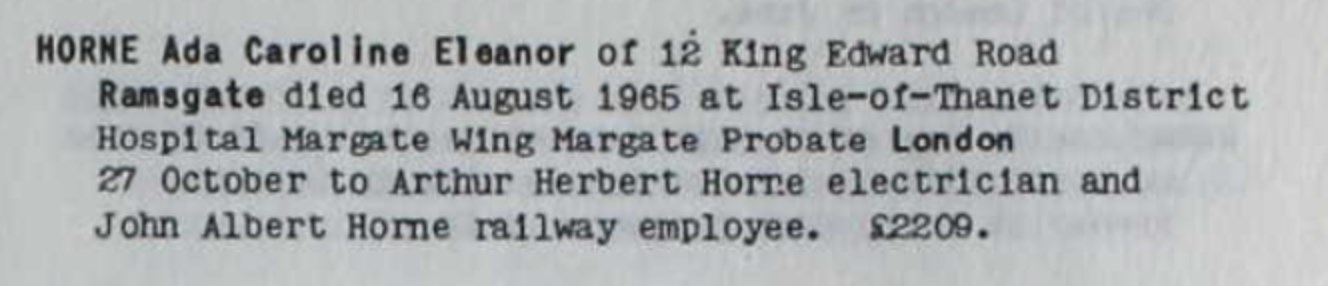 HORNE Ada Caroline Eleanor of 12 King Edward Road
Ramsgate died 16 August 1965 at Isle-of-Thanet District
Hospital Margate Wing Margate Probate London
27 October to Arthur Herbert Horne electrician and
John Albert Horne railway employee. £2209.